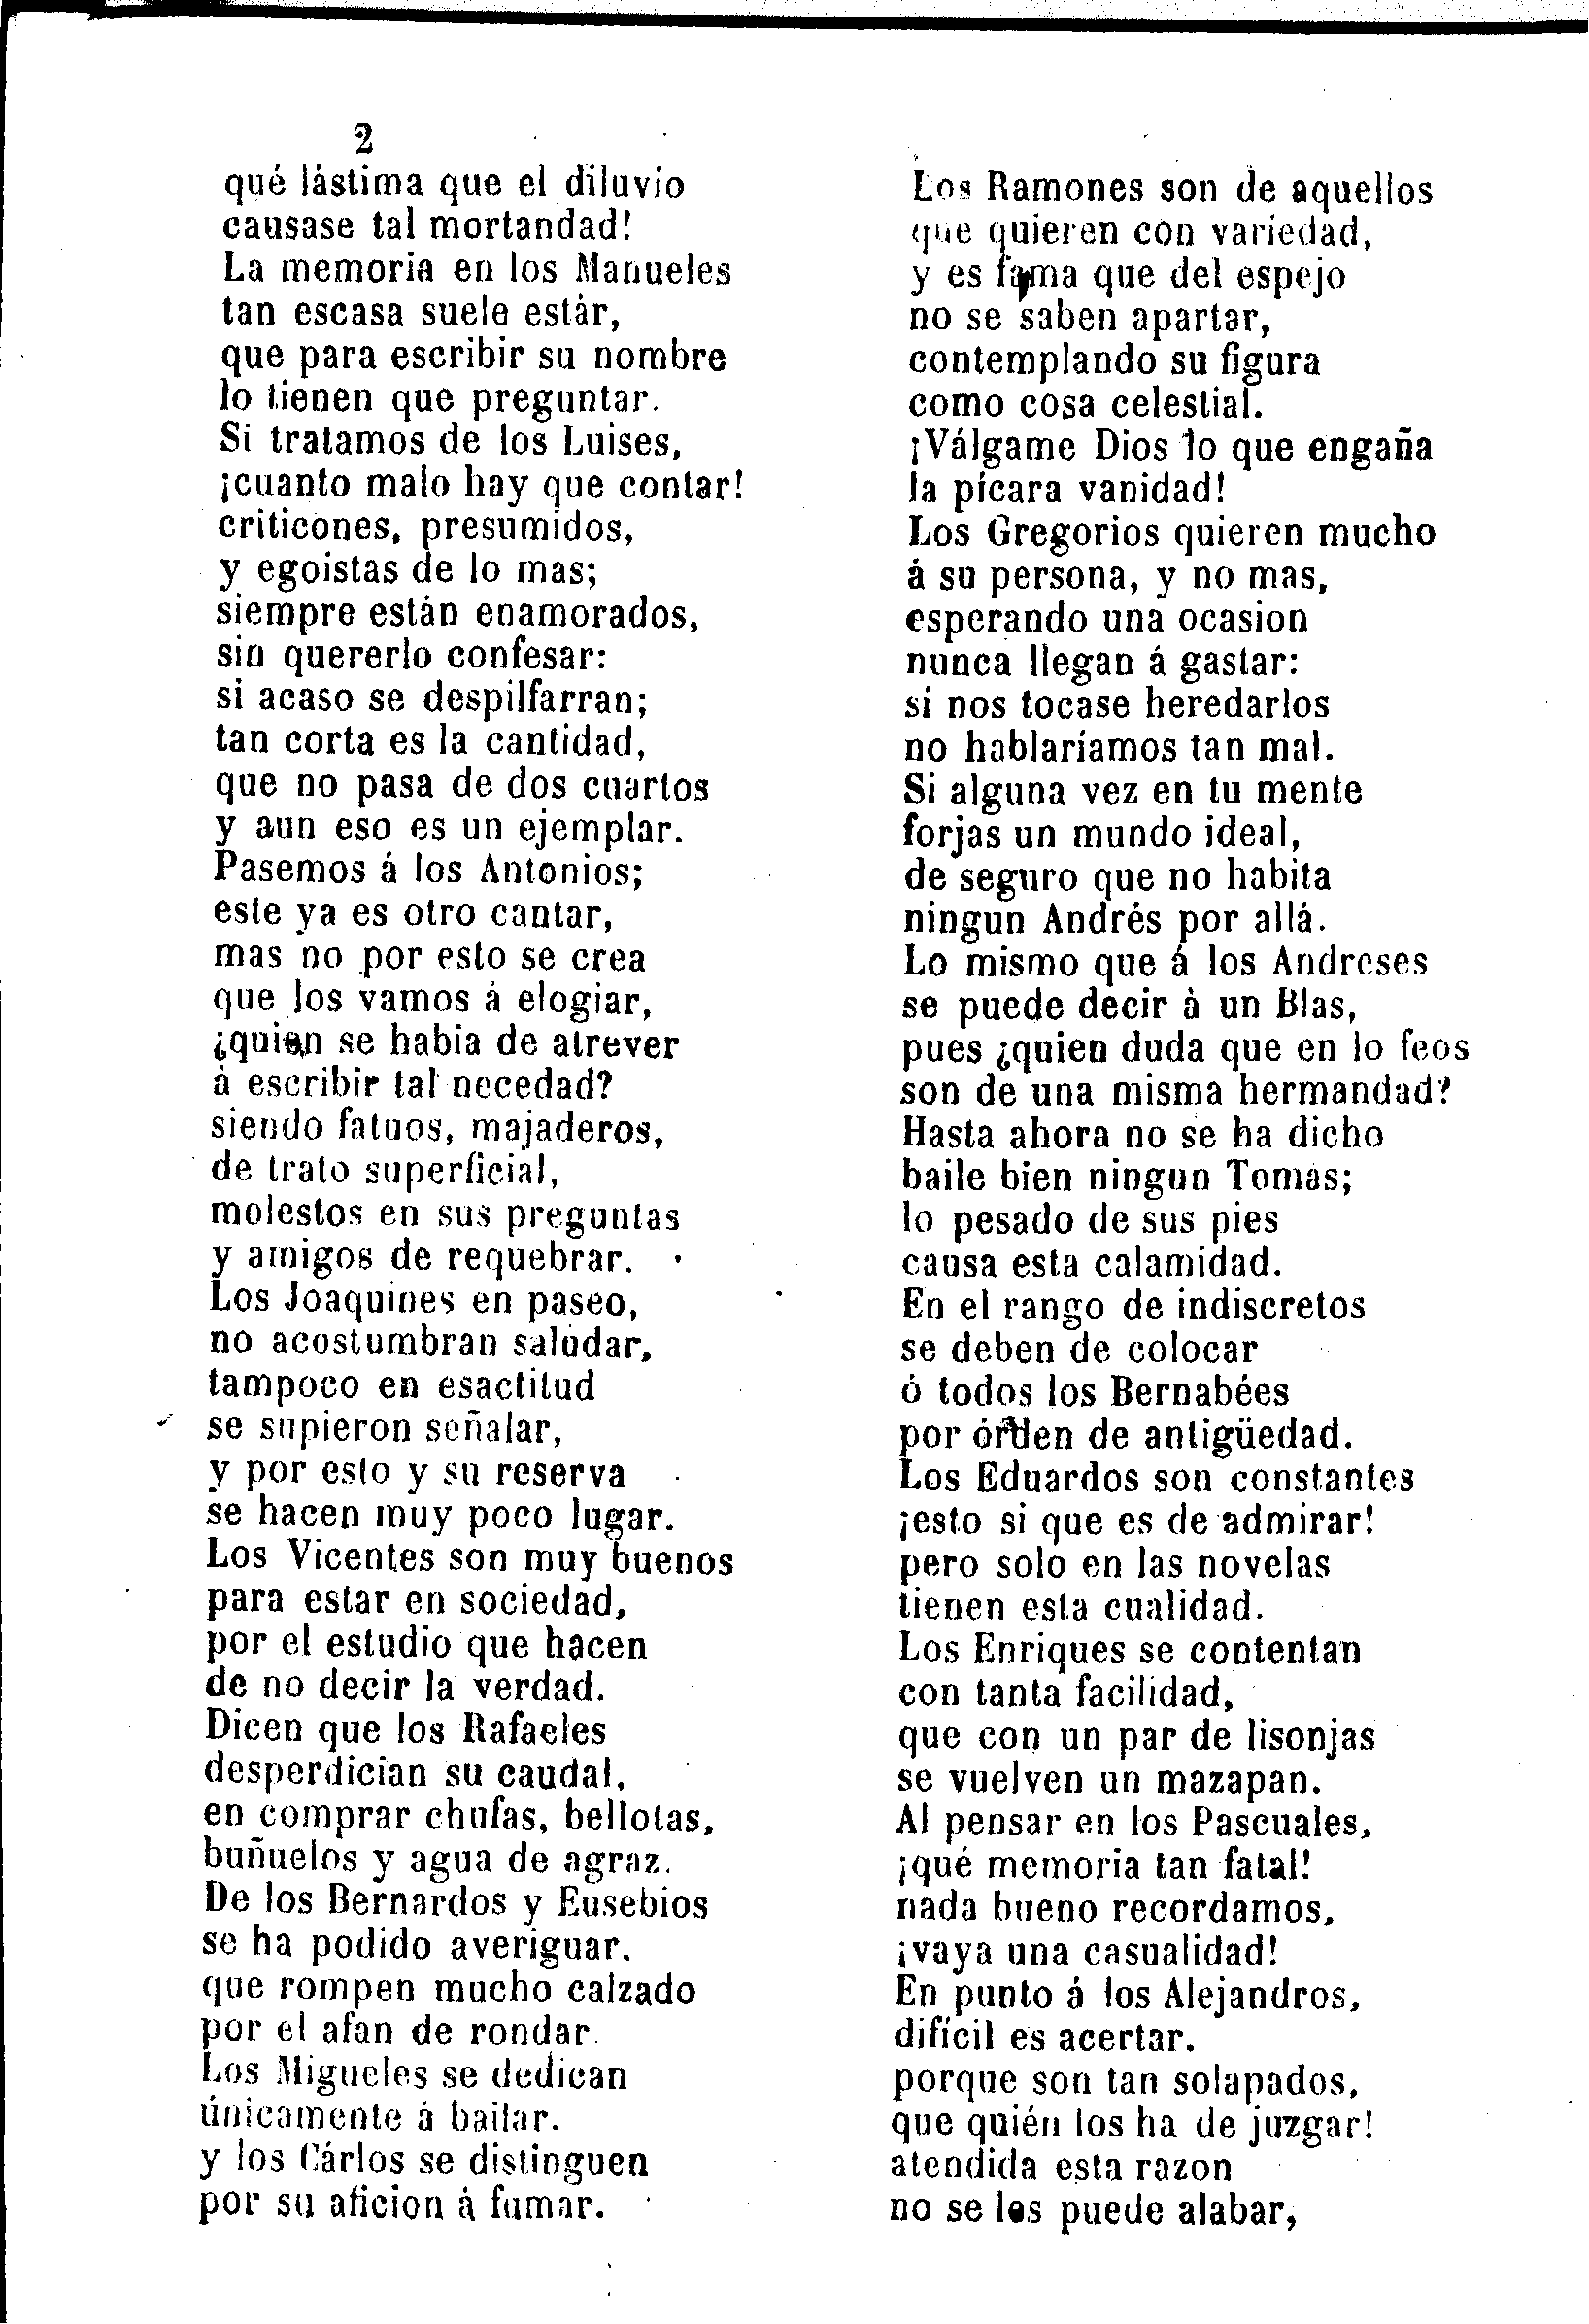 2
qué lástima que el diluvio
causase tal mortandad!
La memoria en los Manueles
tan escasa suele estár,
que para escribir su nombre
lo tienen que preguntar.
Si tratamos de los Luises,
¡cuanto malo hay que contar!
criticones, presumidos,
y egoistas de lo mas;
siempre están enamorados,
sin quererlo confesar:
si acaso se despilfarran;
tan corta es la cantidad,
que no pasa de dos cuartos
y aun eso es un ejemplar.
Pasemos á los Antonios;
este ya es otro cantar,
mas no por esto se crea
que los vamos á elogiar,
¿quien se habia de atrever
à escribir tal necedad?
siendo fatuos, majaderos,
de trato superficial,
molestos en sus preguntas
y amigos de requebrar.
Los Joaquines en paseo,
no acostumbran saludar,
tampoco en esactitud
se supieron señalar,
y por esto y su reserva
se hacen muy poco lugar.
Los Vicentes son muy buenos
para estar en sociedad,
por el estudio que hacen
de no decir la verdad.
Dicen que los Rafaeles
desperdician su caudal,
en comprar chufas, bellotas,
buñuelos y agua de agraz.
De los Bernardos y Eusebios
se ha podido averiguar,
que rompen mucho calzado
por el afan de rondar.
Los Migueles se dedican
únicamente á bailar.
y los Cárlos se distinguen
por su aficion á fumar.
Los Ramones son de aquellos
que quieren con variedad,
y es fama que del espejo
no se saben apartar,
contemplando su figura
como cosa celestial.
¡Válgame Dios lo que engaña
la pícara vanidad!
Los Gregorios quieren mucho
á su persona, y no mas,
esperando una ocasion
nunca llegan á gastar:
si nos tocase heredarlos
no hablaríamos tan mal.
Si alguna vez en tu mente
forjas un mundo ideal,
de seguro que no habita
ningun Andrés por allá.
Lo mismo que á los Andreses
se puede decir à un Blas,
pues ¿quien duda que en lo feos
son de una misma hermandad?
Hasta ahora no se ha dicho
baile bien ningun Tomás;
lo pesado de sus pies
causa esta calamidad.
En el rango de indiscretos
se deben de colocar
ó todos los Bernabées
por órden de antigüedad.
Los Eduardos son constantes
¡esto si que es de admirar!
pero solo en las novelas
tienen esta cualidad.
Los Enriques se contentan
con tanta facilidad,
que con un par de lisonjas
se vuelven un mazapan.
Al pensar en los Pascuales,
¡qué memoria tan fatal!
nada bueno recordamos,
¡vaya una casualidad!
En punto á los Alejandros,
difícil es acertar.
porque son tan solapados,
que quién los ha de juzgar!
atendida esta razon
no se les puede alabar,